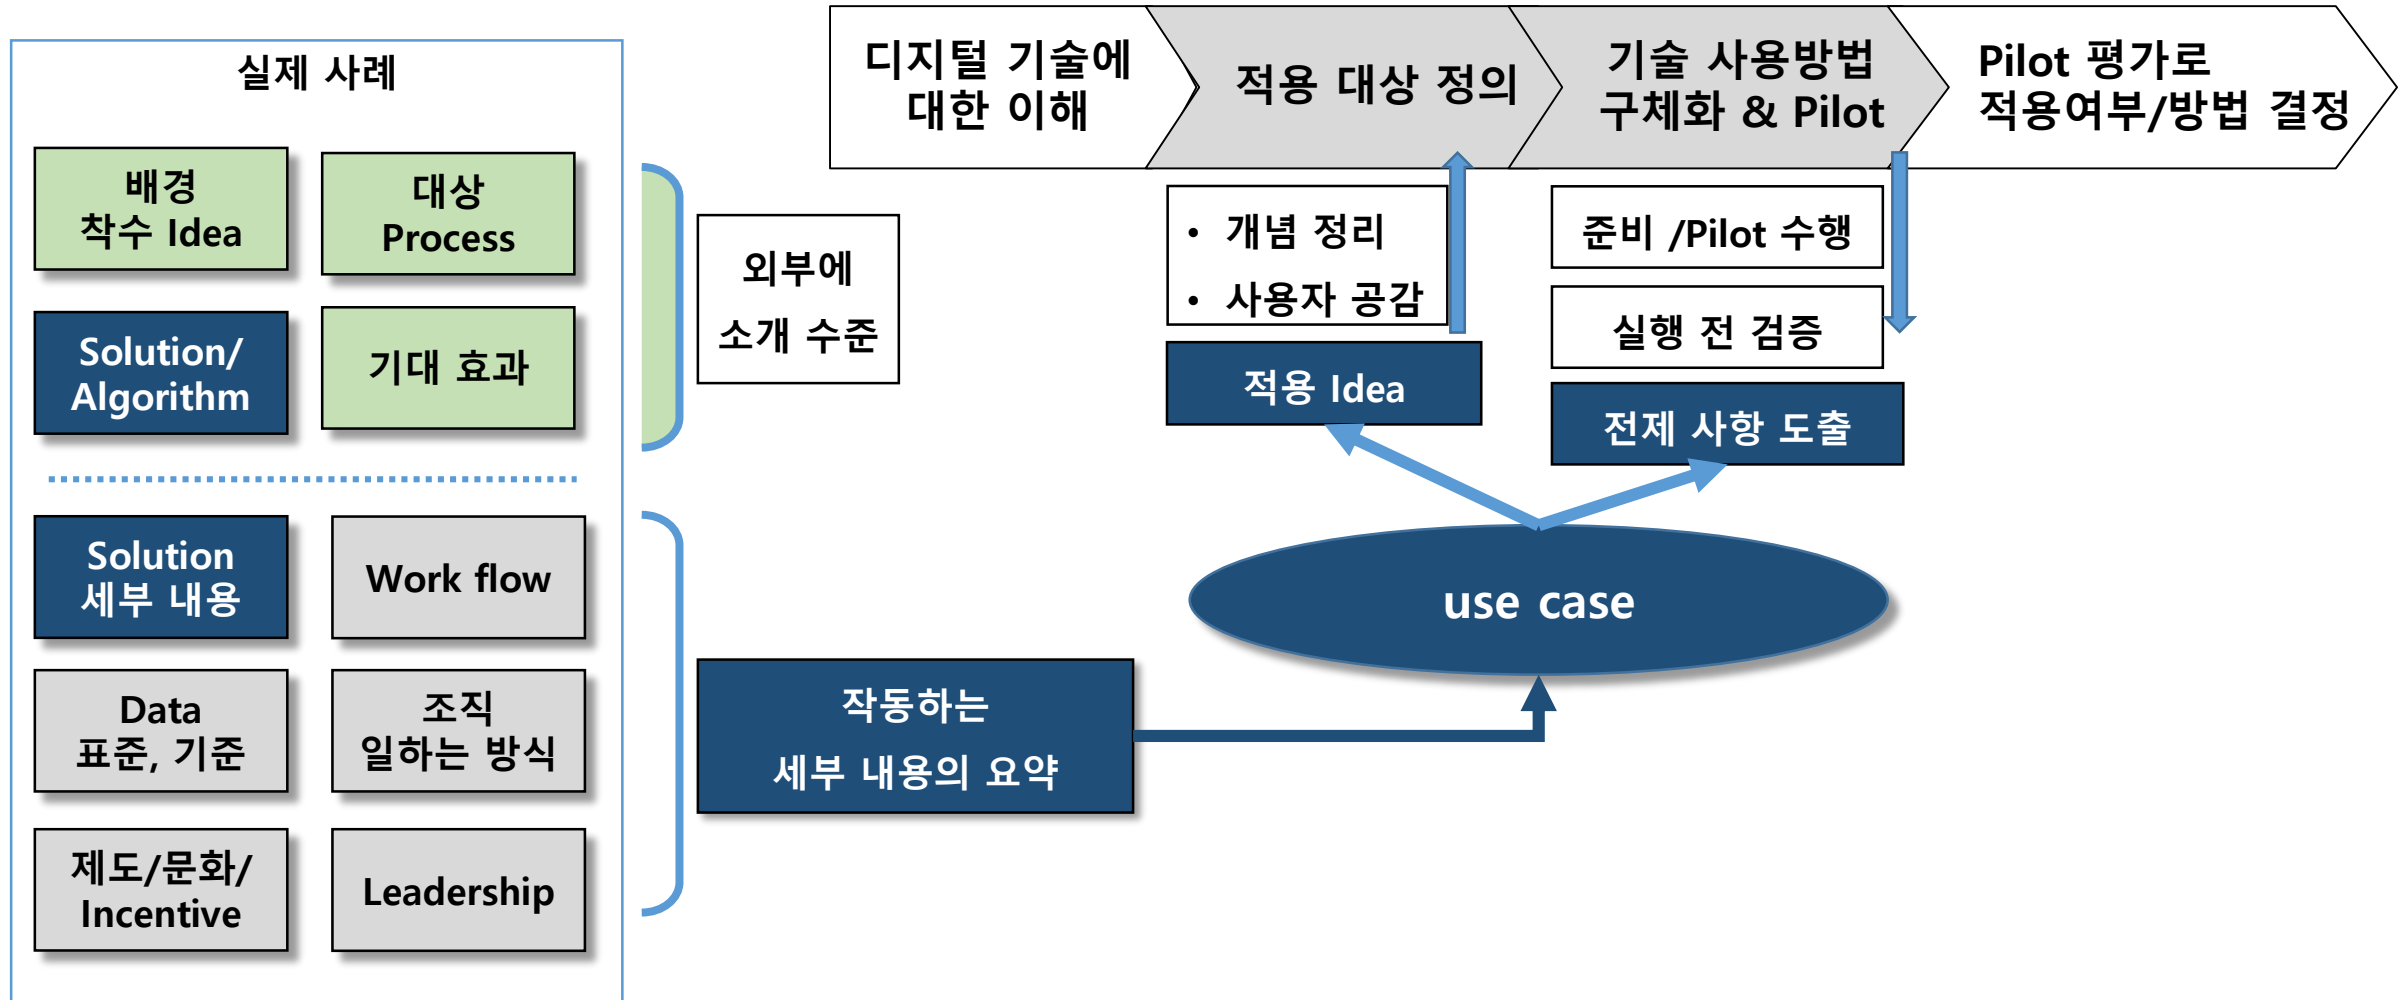 실제 사례
배경
착수 Idea
대상
Process
Solution/
Algorithm
기대 효과
Solution
세부 내용
Work flow
Data
표준, 기준
조직
일하는 방식
제도/문화/
Incentive
Leadership
외부에
소개 수준
작동하는
세부 내용의 요약
디지털 기술에
대한 이해
적용 대상 정의
기술 사용방법
구체화 & Pilot
Pilot 평가로
적용여부/방법 결정
• 개념 정리
• 사용자 공감
적용 Idea
준비 /Pilot 수행
실행 전 검증
전제 사항 도출
use case